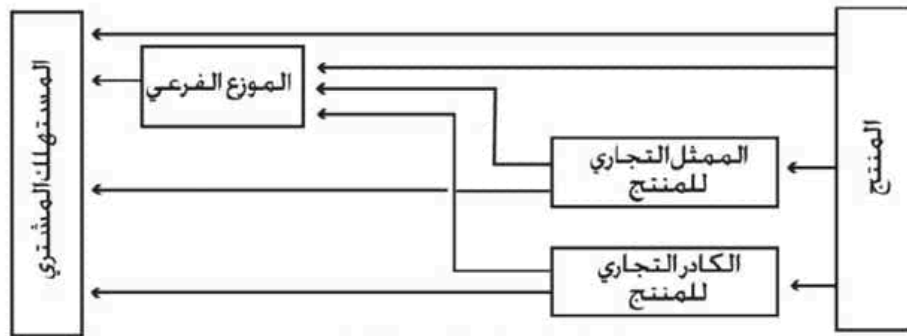 المنتج
الموزع الفرعي
الممثل التجاري
للمنتج
الكادر التجاري
للمنتج
المستهلك المشتري